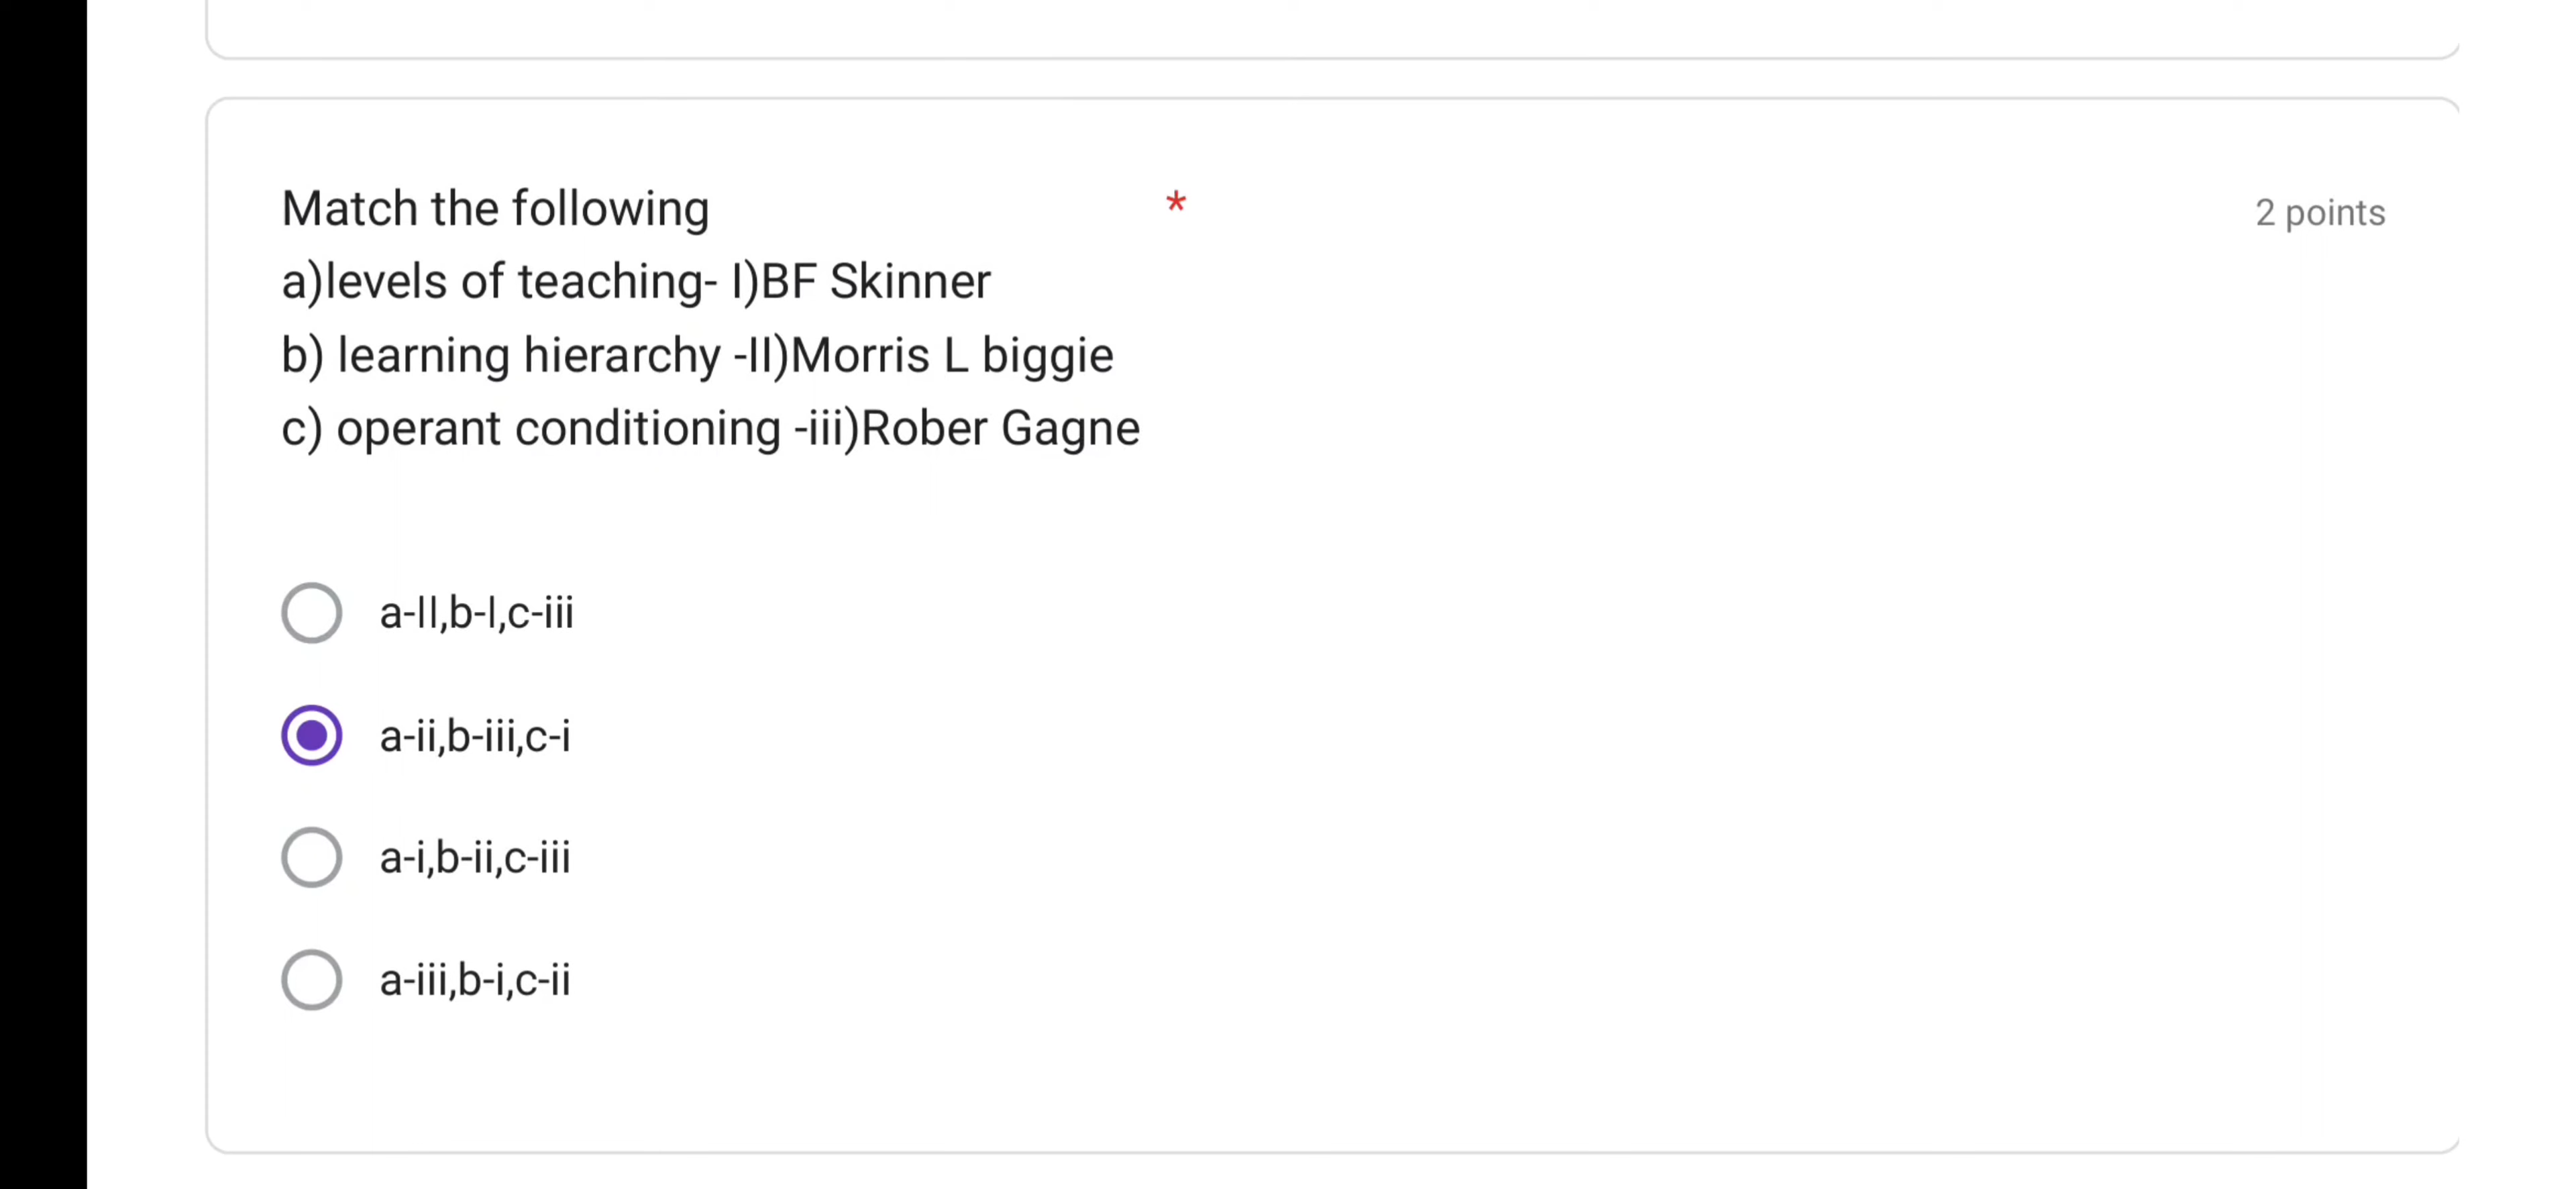 Match the following *
2 points
a)levels of teaching- I)BF Skinner
b) learning hierarchy -II)Morris L biggie
c) operant conditioning -iii)Rober Gagne
a-II,b-I,c-iii
a-ii,b-iii,c-i
a-i,b-ii,c-iii
a-iii,b-i,c-ii